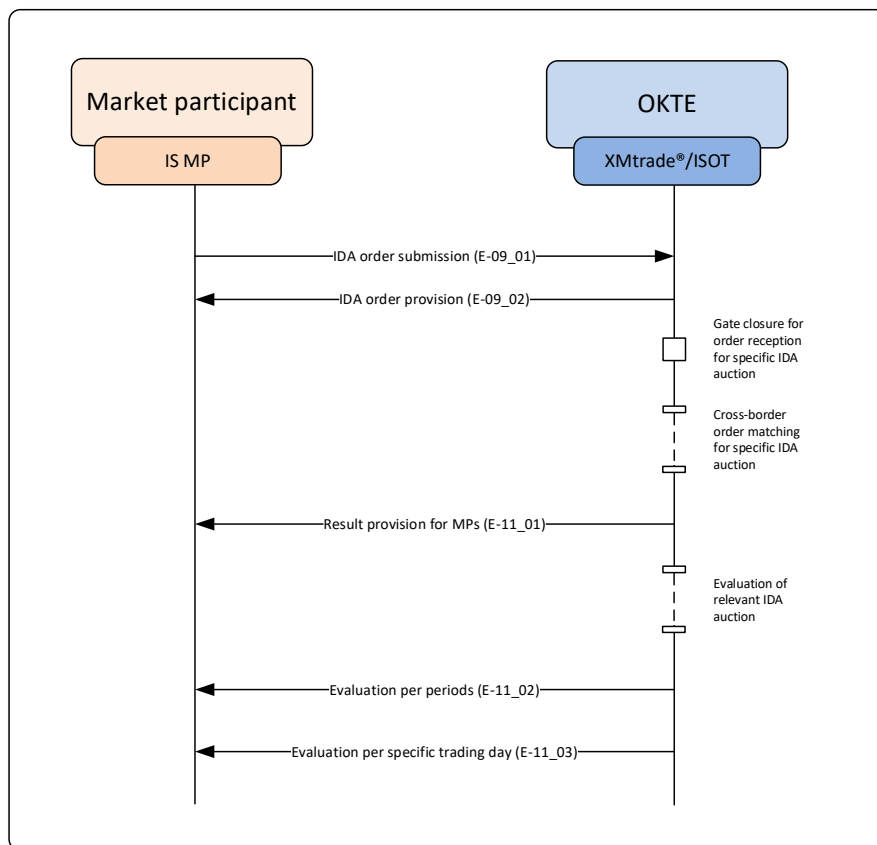 Market participant
OKTE
IS MP
XMtrade®/ISOT
IDA order submission (E-09_01)
IDA order provision (E-09_02)
Gate closure for
order reception
for specific IDA
auction
Cross-border
order matching
for specific IDA
auction
Result provision for MPs (E-11_01)
Evaluation of
relevant IDA
auction
Evaluation per periods (E-11_02)
Evaluation per specific trading day (E-11_03)